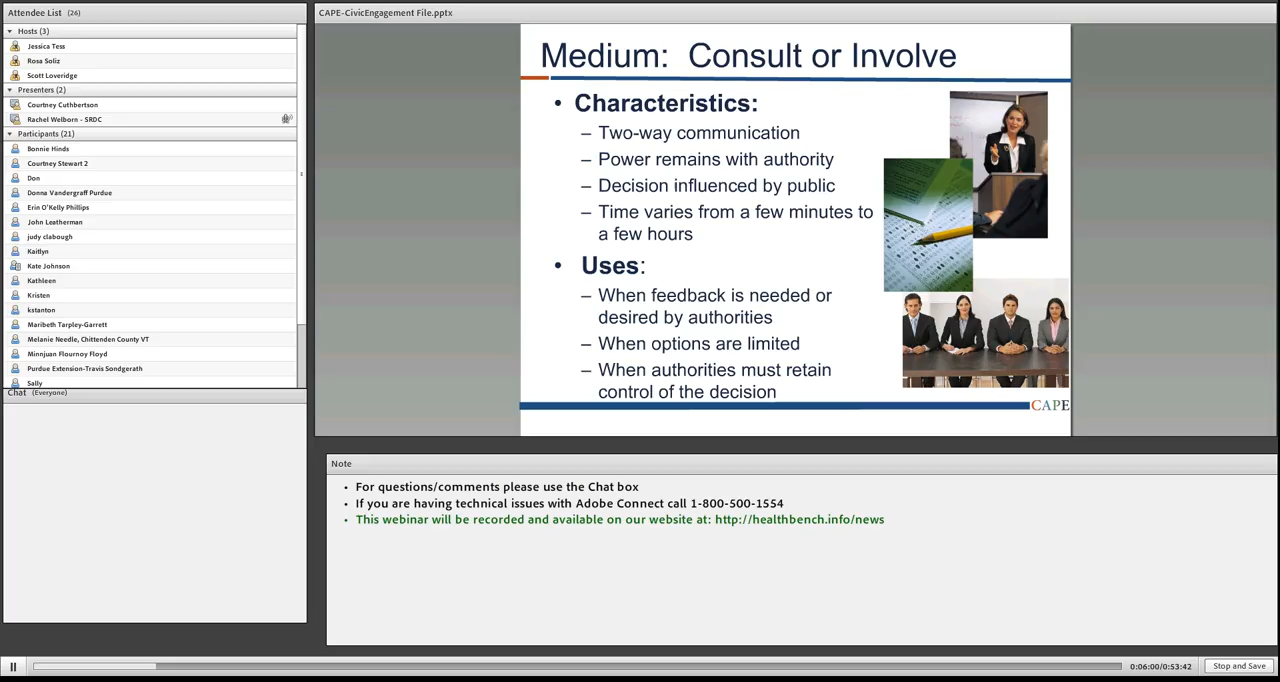 Attendee List (26)
Hosts (3)
Jessica Tess
Rosa Soliz
Scott Loveridge
Presenters (2)
Courtney Cuthbertson
Rachel Welborn - SRDC
Participants (21)
Bonnie Hinds
Courtney Stewart 2
Don
Donna Vandergraff Purdue
Erin O'Kelly Phillips
John Leatherman
judy clabough
Kaitlyn
Kate Johnson
Kathleen
Kristen
kstanton
Maribeth Tarpley-Garrett
Melanie Needle, Chittenden County VT
Minnjuan Flournoy Floyd
Purdue Extension-Travis Sondgerath
Sally
Chat (Everyone)
CAPE-CivicEngagement File.pptx
Medium: Consult or Involve
• Characteristics:
– Two-way communication
– Power remains with authority
– Decision influenced by public
– Time varies from a few minutes to
a few hours
• Uses:
– When feedback is needed or
desired by authorities
– When options are limited
– When authorities must retain
control of the decision
CAPE
Note
• For questions/comments please use the Chat box
• If you are having technical issues with Adobe Connect call 1-800-500-1554
• This webinar will be recorded and available on our website at: http://healthbench.info/news
0:06:00/0:53:42
Stop and Save